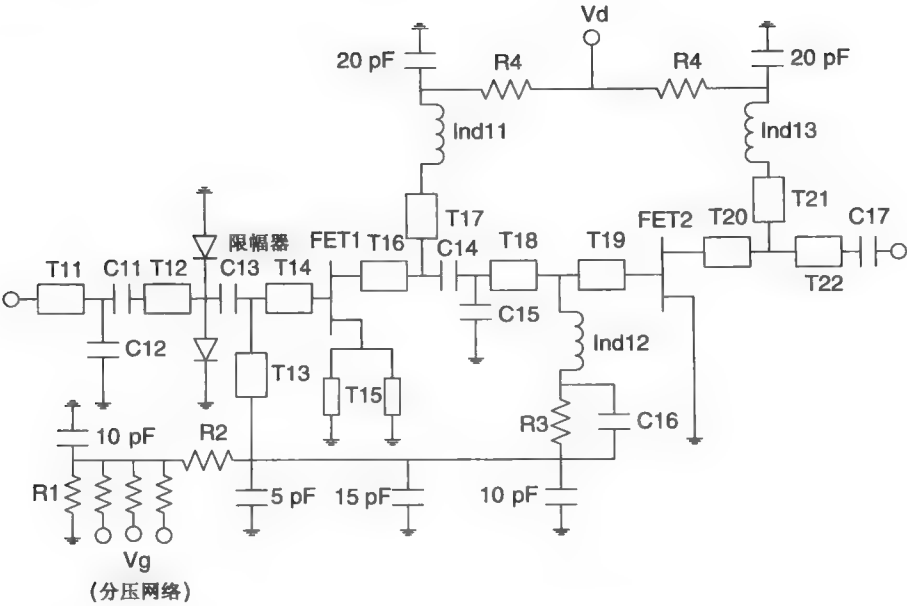 Vd
20 pF
R4
R4
20 pF
Ind11
Ind13
T17
T21
限幅器
FET1
T16
C14
T18
T19
FET2
T20
C17
T11
C11
T12
C13
T14
T22
C12
C15
T13
T15
Ind12
R3
C16
10 pF
R2
R1
5 pF
15 pF
10 pF
Vg
(分压网络)